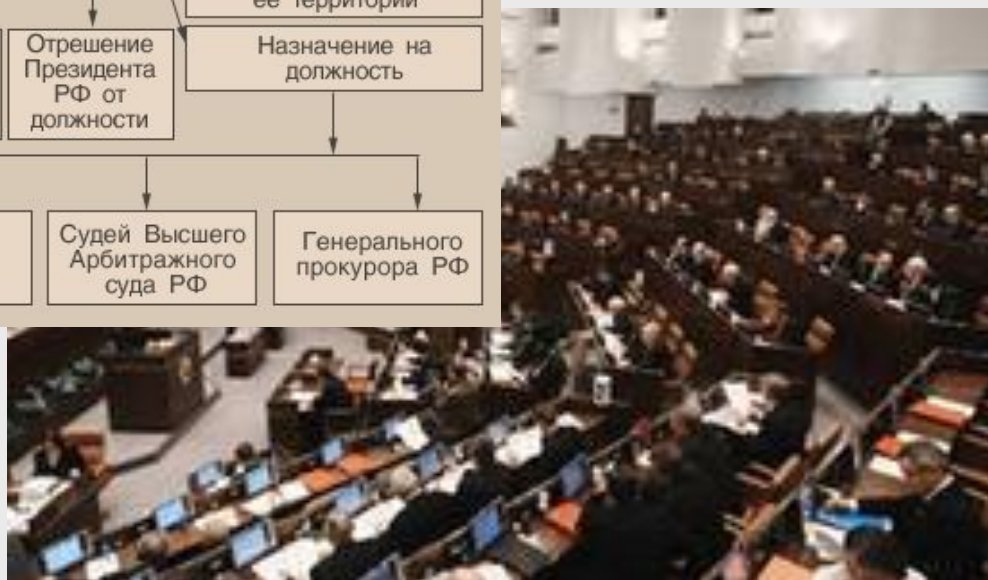 ее территории
Отрешение
Президента
РФ от
должности
Назначение на
должность
Судей Высшего
Арбитражного
суда РФ
Генерального
прокурора РФ